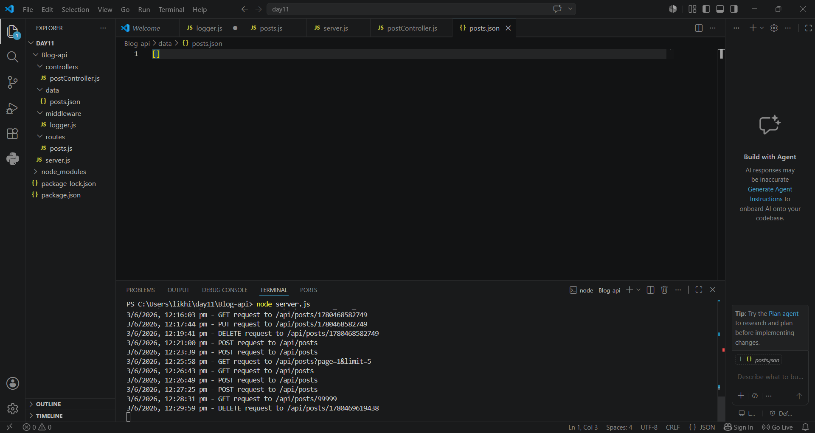 File Edit Selection View Go Run Terminal Help
day11
EXPLORER
DAY11
Blog-api
controllers
JS postController.js
data
{} posts.json
middleware
JS logger.js
routes
JS posts.js
JS server.js
node_modules
{} package-lock.json
{} package.json
OUTLINE
TIMELINE
Welcome
JS logger.js
JS posts.js
JS server.js
JS postController.js
{} posts.json
Blog-api > data > {} posts.json
1 []
PROBLEMS OUTPUT DEBUG CONSOLE TERMINAL PORTS
node - Blog-api
PS C:\Users\likhi\day11\Blog-api> node server.js
3/6/2026, 12:16:03 pm - GET request to /api/posts/1780468582749
3/6/2026, 12:17:44 pm - PUT request to /api/posts/1780468582749
3/6/2026, 12:19:41 pm - DELETE request to /api/posts/1780468582749
3/6/2026, 12:21:00 pm - POST request to /api/posts
3/6/2026, 12:23:39 pm - POST request to /api/posts
3/6/2026, 12:25:58 pm - GET request to /api/posts?page=1&limit=5
3/6/2026, 12:26:43 pm - GET request to /api/posts
3/6/2026, 12:26:49 pm - POST request to /api/posts
3/6/2026, 12:27:25 pm - POST request to /api/posts
3/6/2026, 12:28:31 pm - GET request to /api/posts/99999
3/6/2026, 12:29:59 pm - DELETE request to /api/posts/1780469619438
Build with Agent
AI responses may
be inaccurate
Generate Agent
Instructions to
onboard AI onto your
codebase.
Tip: Try the Plan agent
to research and plan
before implementing
changes.
{} posts.json
Describe what to bu...
L...
Def...
0 0
Ln 1, Col 3 Spaces: 4 UTF-8 CRLF {} JSON Sign In Go Live